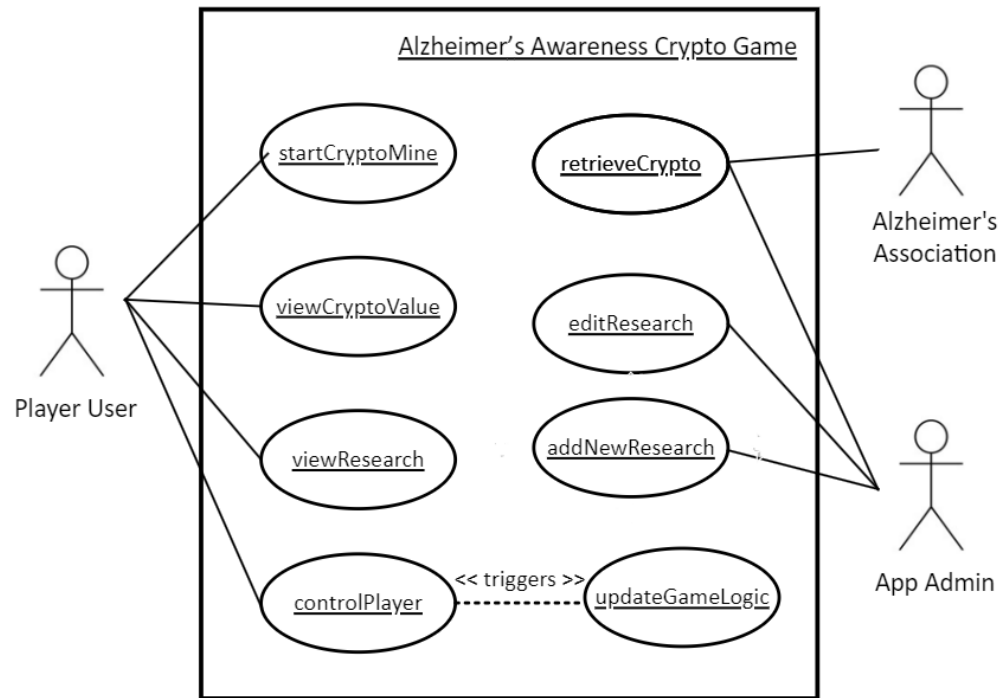 Alzheimer's Awareness Crypto Game
startCryptoMine
retrieveCrypto
Alzheimer's
Association
viewCryptoValue
editResearch
Player User
viewResearch
addNewResearch
<< triggers >>
controlPlayer
updateGameLogic
App Admin